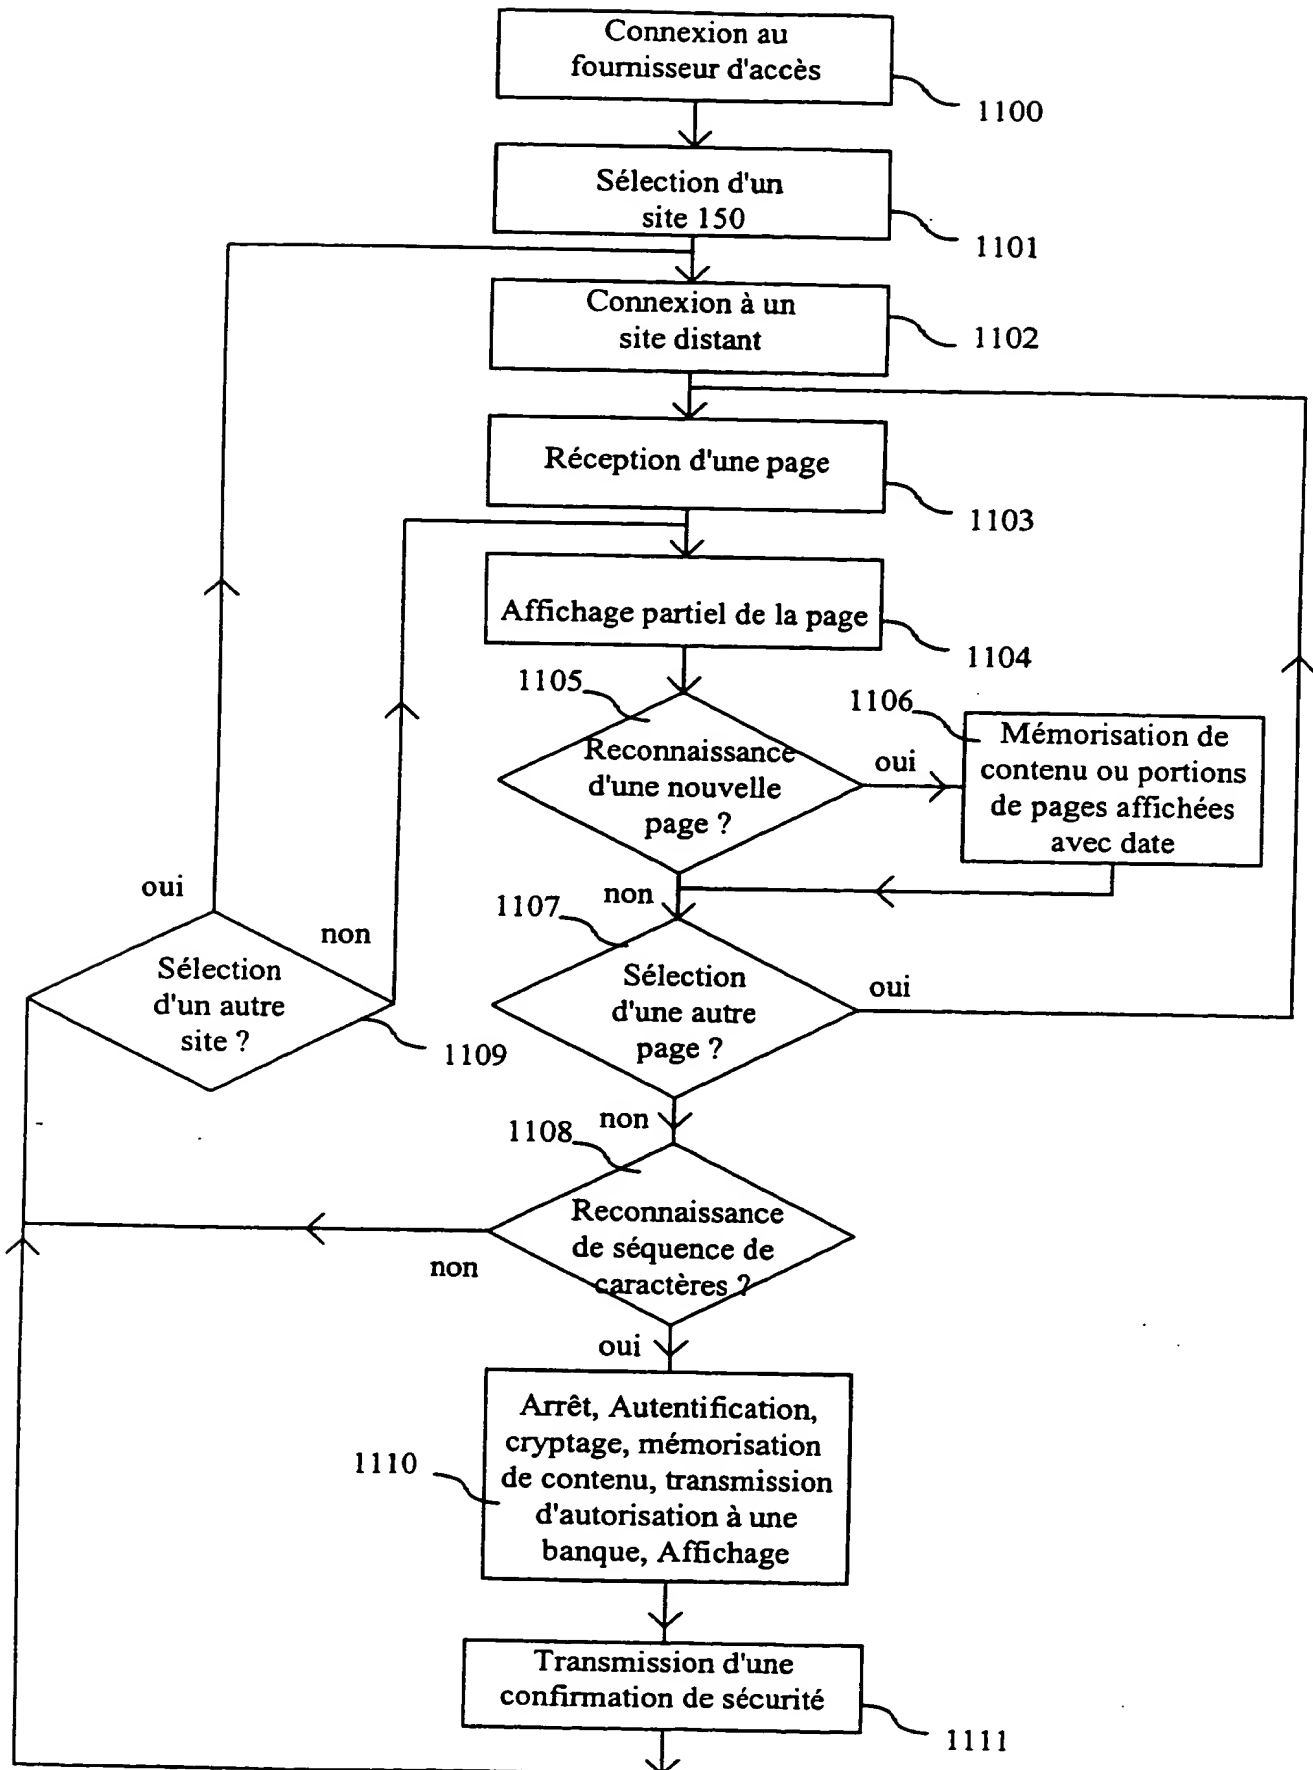 Connexion au
fournisseur d'accès
1100
Sélection d'un
site 150
1101
Connexion à un
site distant
1102
Réception d'une page
1103
Affichage partiel de la page
1104
1105
Reconnaissance
d'une nouvelle
page ?
oui
1106
Mémorisation de
contenu ou portions
de pages affichées
avec date
non
1107
Sélection
d'une autre
page ?
oui
oui
non
Sélection
d'un autre
site ?
1109
non
1108
Reconnaissance
de séquence de
caractères ?
non
oui
1110
Arrêt, Autentification,
cryptage, mémorisation
de contenu, transmission
d'autorisation à une
banque, Affichage
Transmission d'une
confirmation de sécurité
1111